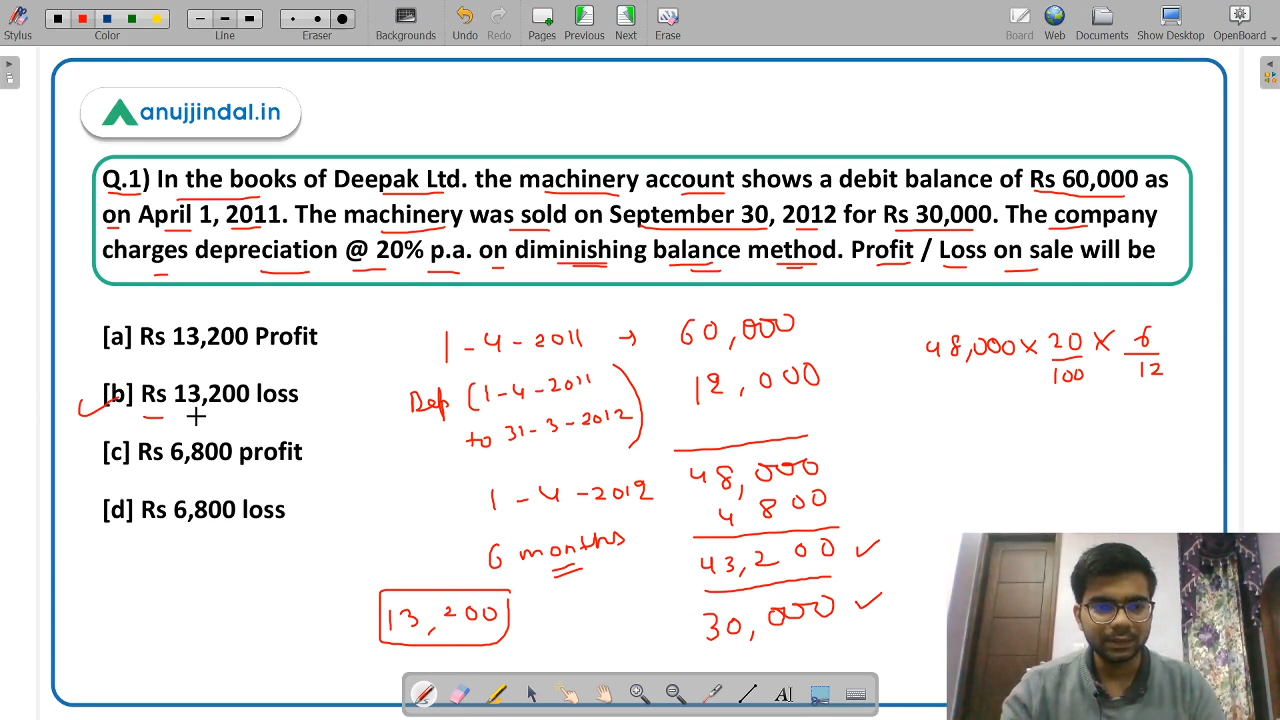 Stylus
Color
Line
Eraser
Backgrounds
Undo
Redo
Pages
Previous
Next
Erase
Board
Web
Documents
Show Desktop
OpenBoard
anujjindal.in
Q.1) In the books of Deepak Ltd. the machinery account shows a debit balance of Rs 60,000 as
on April 1, 2011. The machinery was sold on September 30, 2012 for Rs 30,000. The company
charges depreciation @ 20% p.a. on diminishing balance method. Profit / Loss on sale will be
[a] Rs 13,200 Profit
[b] Rs 13,200 loss
[c] Rs 6,800 profit
[d] Rs 6,800 loss
1-4-2011 → 60,000
Dep (1-4-2011
to 31-3-2012)
12,000
48,000
1-4-2012
4800
6 months
43,200 ✓
30,000 ✓
13,200
48,000 × 20/100 × 6/12
AI